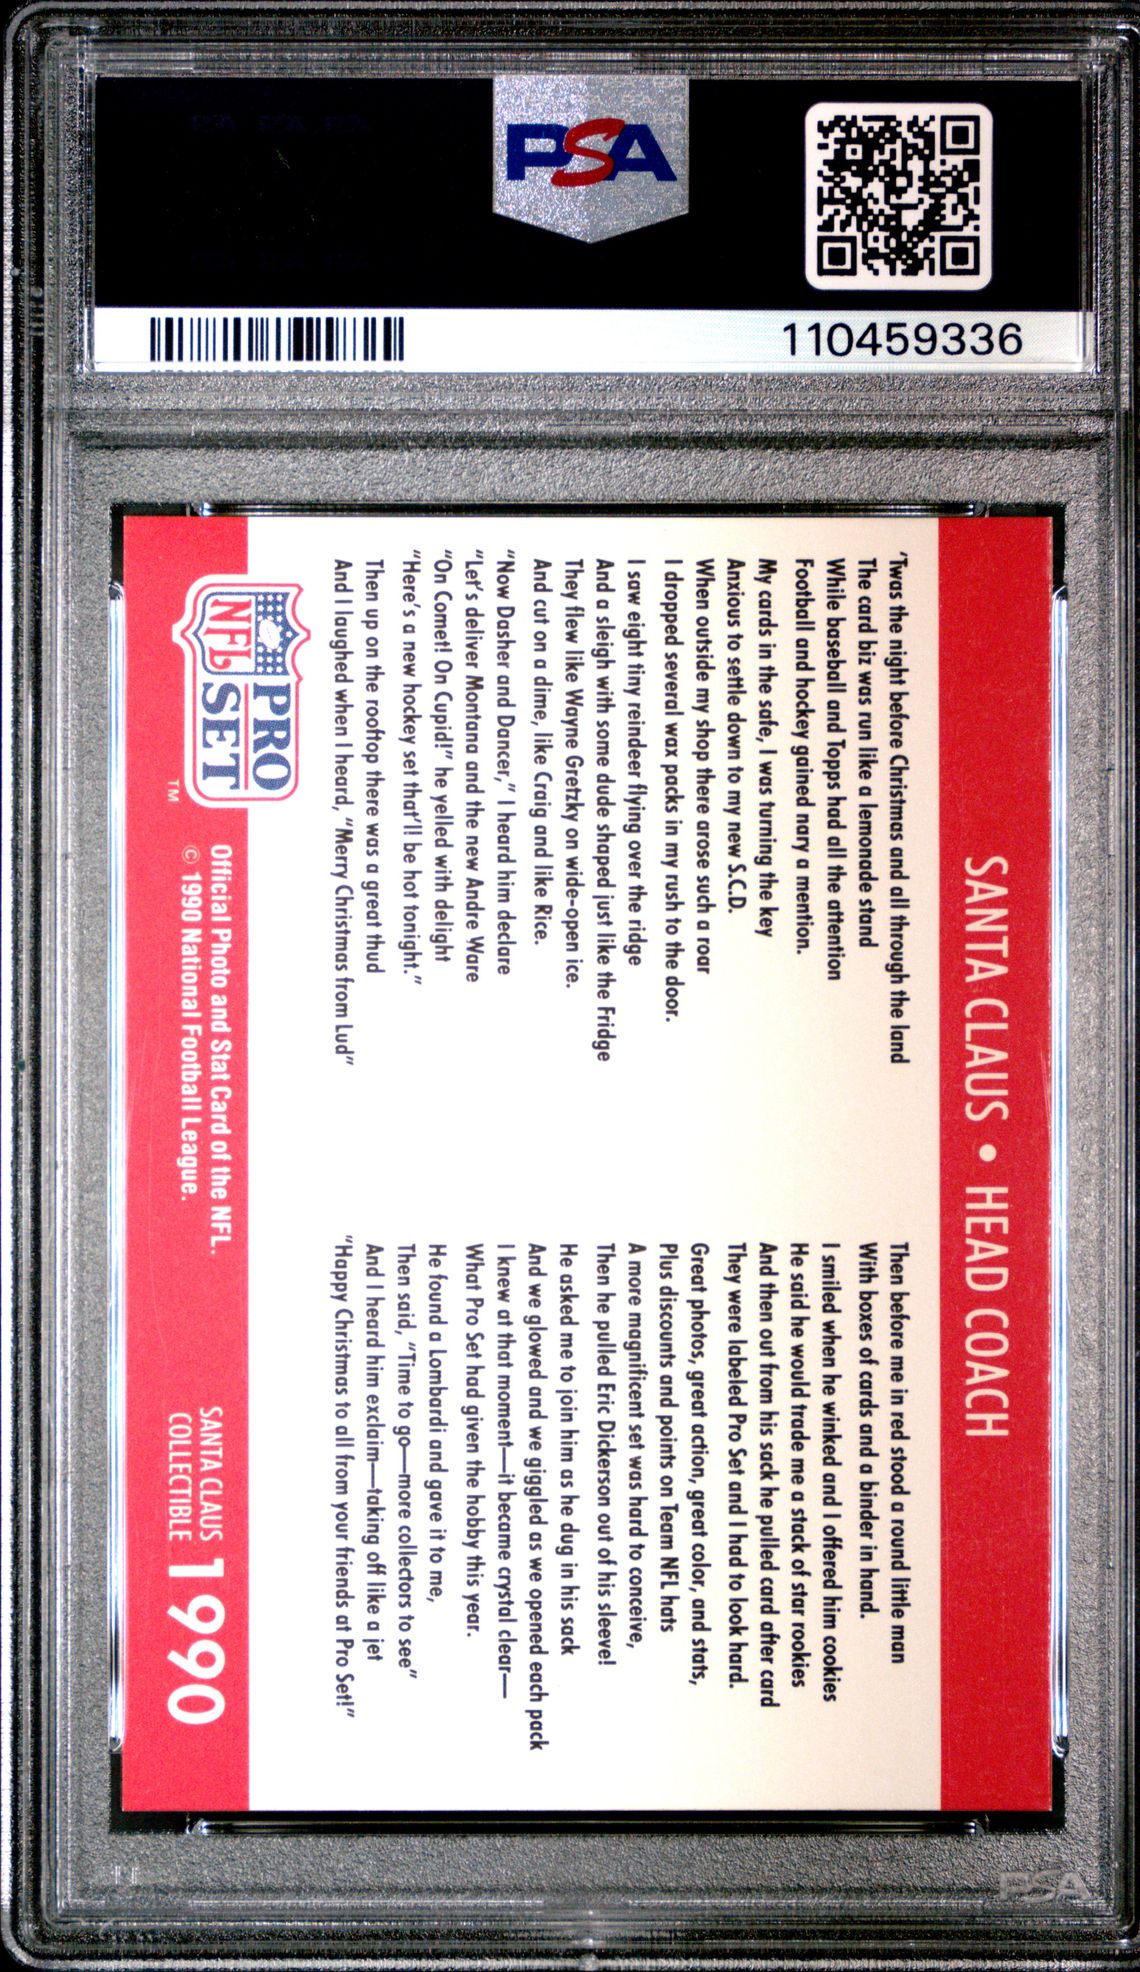 PSA
110459336
SANTA CLAUS • HEAD COACH
'Twas the night before Christmas and all through the land
The card biz was run like a lemonade stand
While baseball and Topps had all the attention
Football and hockey gained nary a mention.
My cards in the safe, I was turning the key
Anxious to settle down to my new S.C.D.
When outside my shop there arose such a roar
I dropped several wax packs in my rush to the door.
I saw eight tiny reindeer flying over the ridge
And a sleigh with some dude shaped just like the Fridge
They flew like Wayne Gretzky on wide-open ice.
And cut on a dime, like Craig and like Rice.
"Now Dasher and Dancer," I heard him declare
"Let's deliver Montana and the new Andre Ware
"On Comet! On Cupid!" he yelled with delight
"Here's a new hockey set that'll be hot tonight."
Then up on the rooftop there was a great thud
And I laughed when I heard, "Merry Christmas from Lud"
Then before me in red stood a round little man
With boxes of cards and a binder in hand.
I smiled when he winked and I offered him cookies
He said he would trade me a stack of star rookies
And then out from his sack he pulled card after card
They were labeled Pro Set and I had to look hard.
Great photos, great action, great color, and stats,
Plus discounts and points on Team NFL hats
A more magnificent set was hard to conceive,
Then he pulled Eric Dickerson out of his sleeve!
He asked me to join him as he dug in his sack
And we glowed and we giggled as we opened each pack
I knew at that moment—it became crystal clear—
What Pro Set had given the hobby this year.
He found a Lombardi and gave it to me,
Then said, "Time to go—more collectors to see"
And I heard him exclaim—taking off like a jet
"Happy Christmas to all from your friends at Pro Set!"
NFL PRO SET TM
Official Photo and Stat Card of the NFL.
© 1990 National Football League.
SANTA CLAUS
COLLECTIBLE
1990
PSA